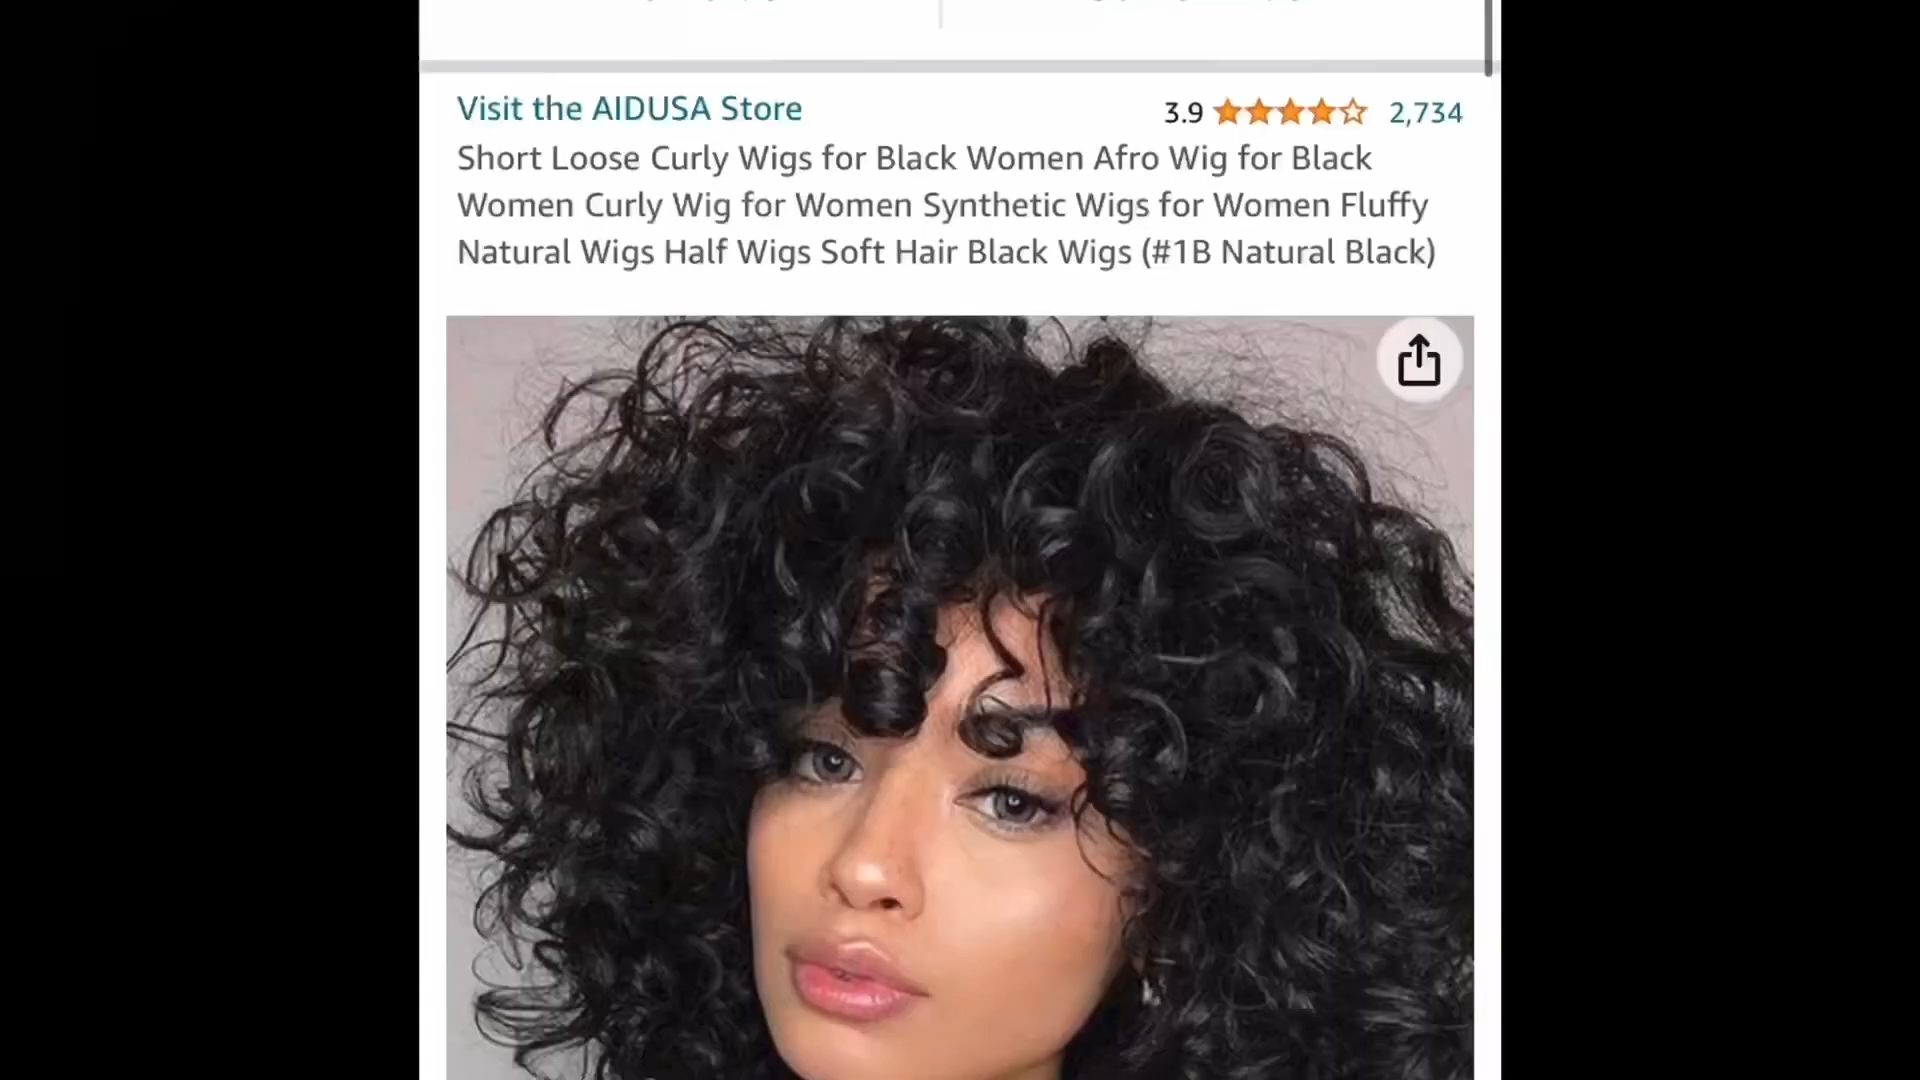 Visit the AIDUSA Store
3.9 2,734
Short Loose Curly Wigs for Black Women Afro Wig for Black
Women Curly Wig for Women Synthetic Wigs for Women Fluffy
Natural Wigs Half Wigs Soft Hair Black Wigs (#1B Natural Black)